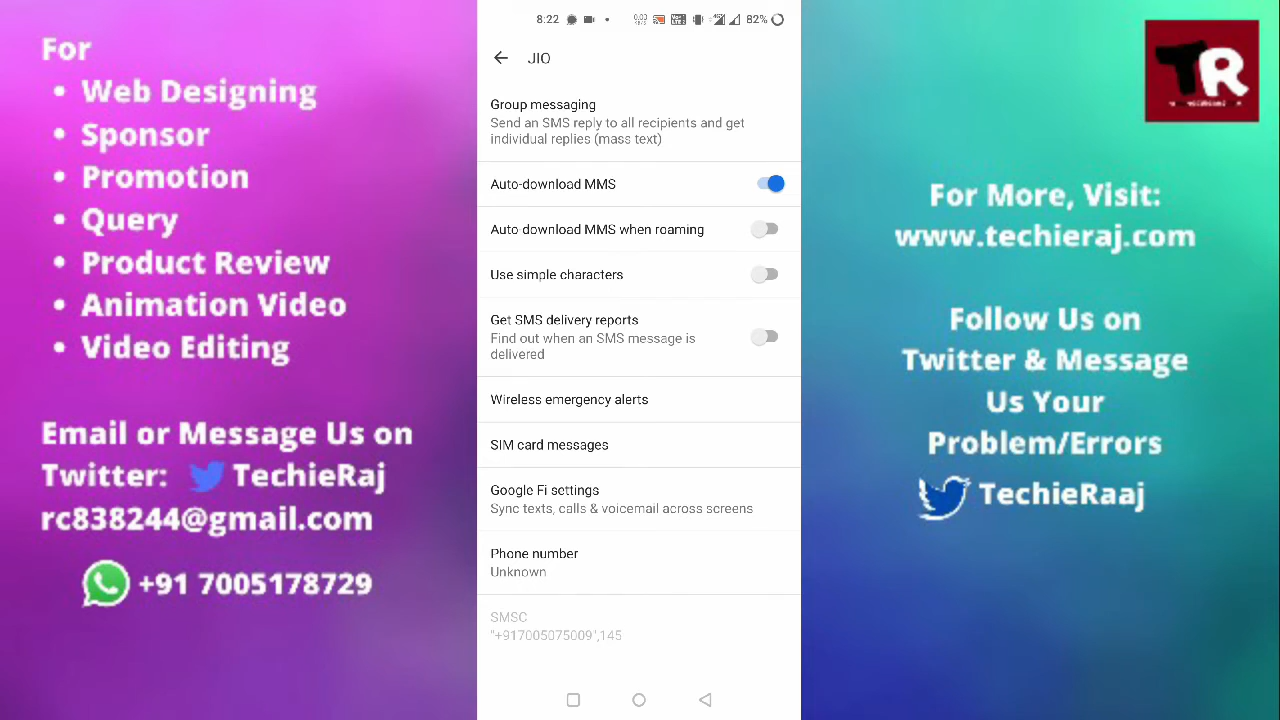 For
• Web Designing
• Sponsor
• Promotion
• Query
• Product Review
• Animation Video
• Video Editing
Email or Message Us on
Twitter: TechieRaj
rc838244@gmail.com
+91 7005178729
8:22
82%
JIO
Group messaging
Send an SMS reply to all recipients and get
individual replies (mass text)
Auto-download MMS
Auto download MMS when roaming
Use simple characters
Get SMS delivery reports
Find out when an SMS message is
delivered
Wireless emergency alerts
SIM card messages
Google Fi settings
Sync texts, calls & voicemail across screens
Phone number
Unknown
SMSC
"+917005075009",145
TR
For More, Visit:
www.techieraj.com
Follow Us on
Twitter & Message
Us Your
Problem/Errors
TechieRaaj